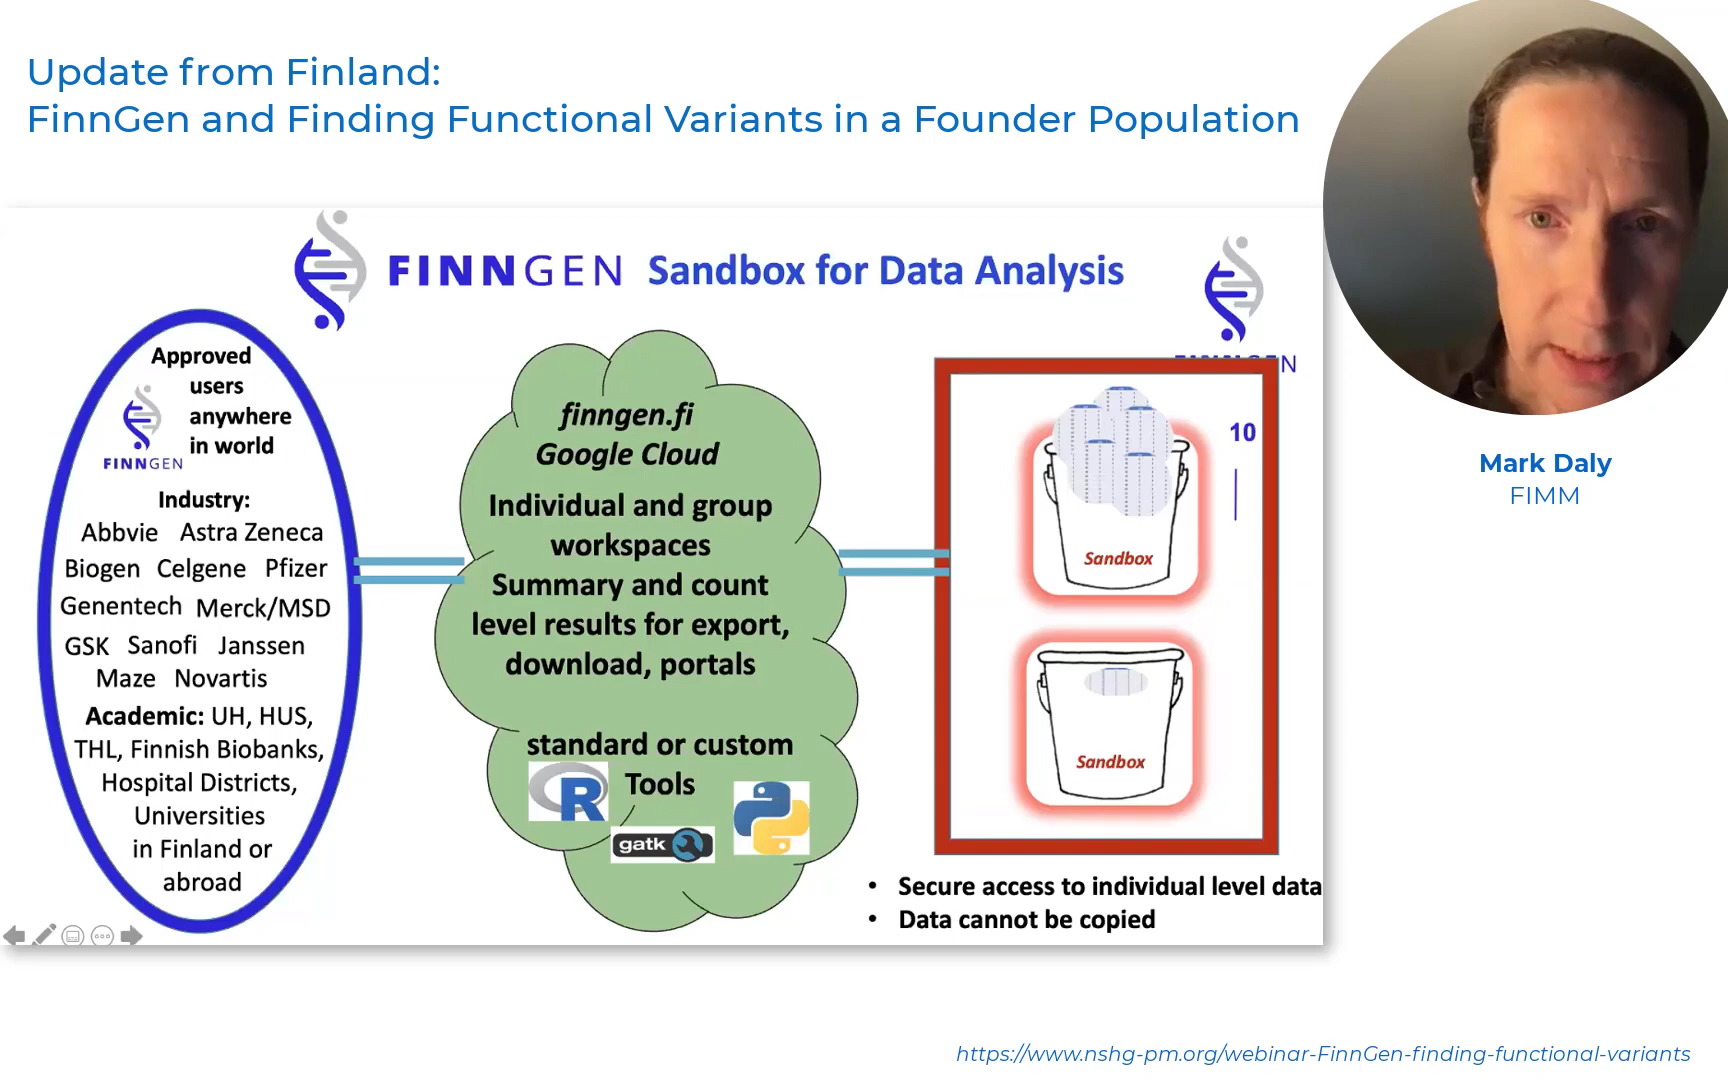 Update from Finland:
FinnGen and Finding Functional Variants in a Founder Population
FINNGEN Sandbox for Data Analysis
Approved
users
anywhere
in world
FINNGEN
Industry:
Abbvie Astra Zeneca
Biogen Celgene Pfizer
Genentech Merck/MSD
GSK Sanofi Janssen
Maze Novartis
Academic: UH, HUS,
THL, Finnish Biobanks,
Hospital Districts,
Universities
in Finland or
abroad
finngen.fi
Google Cloud
Individual and group
workspaces
Summary and count
level results for export,
download, portals
standard or custom
Tools
R
gatk
FINNGEN
10
Sandbox
Sandbox
• Secure access to individual level data
• Data cannot be copied
Mark Daly
FIMM
https://www.nshg-pm.org/webinar-FinnGen-finding-functional-variants